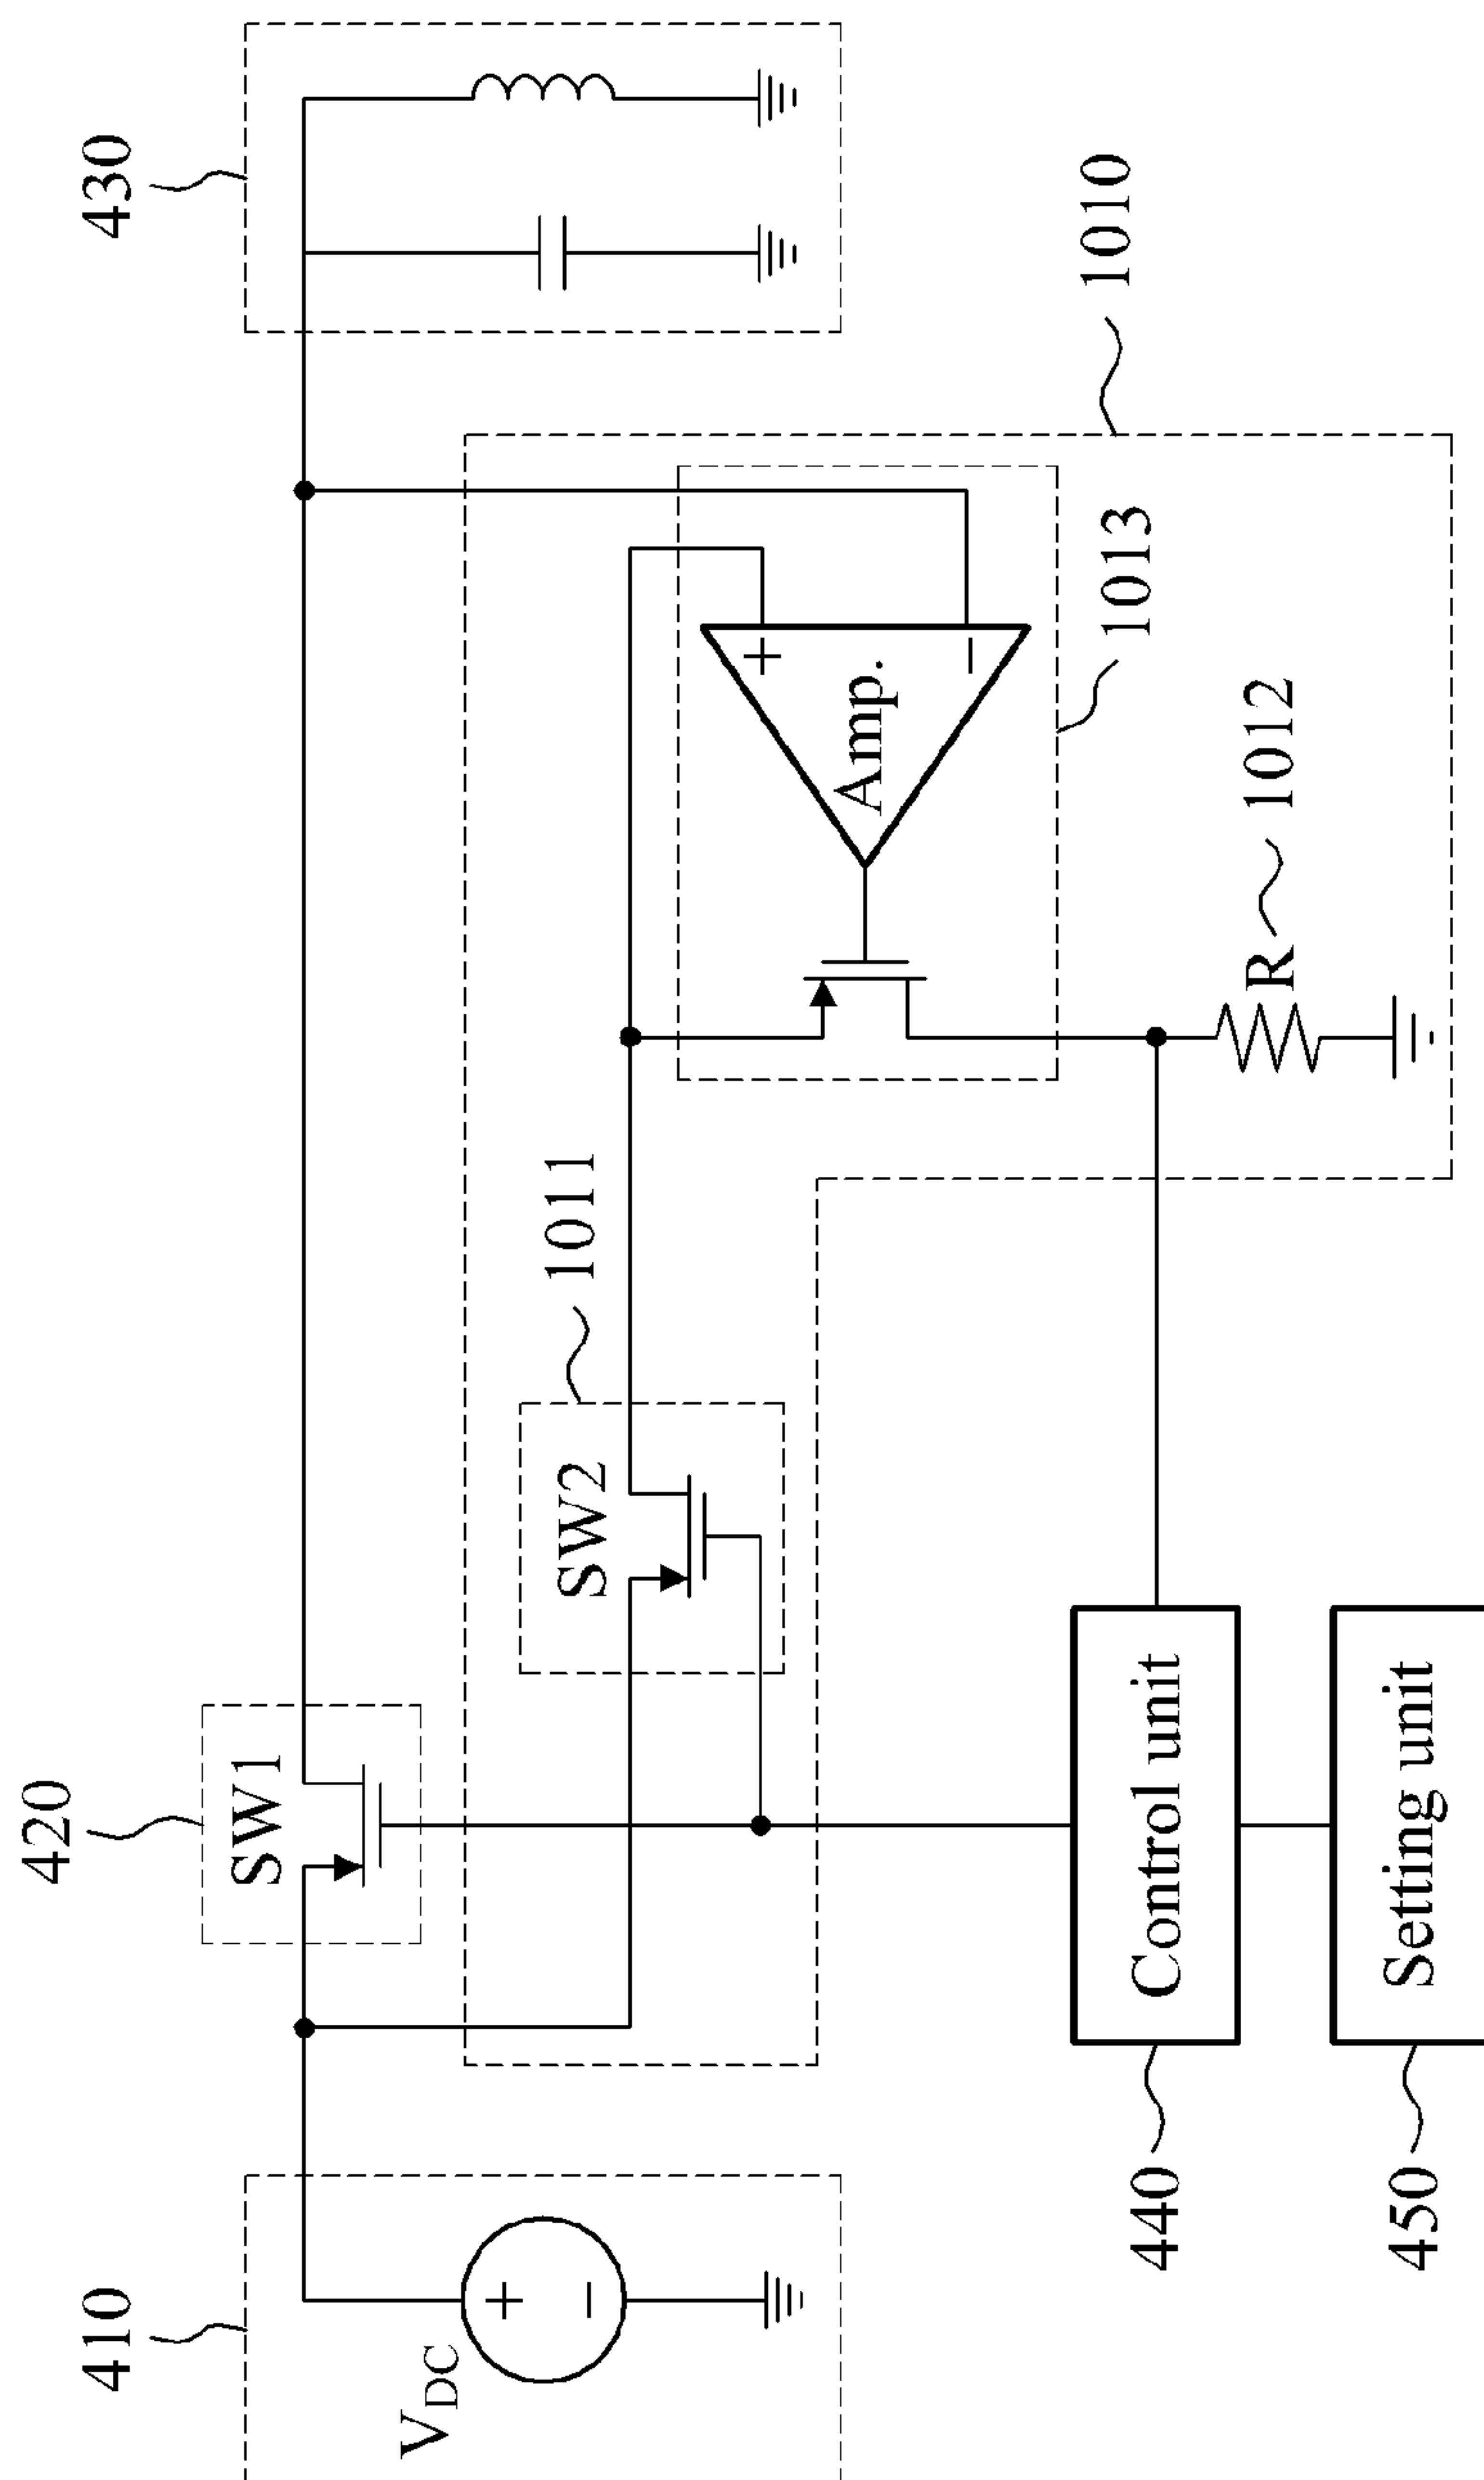 430
1010
1013
Amp.
+
−
1012
R
1011
SW2
420
SW1
Control unit
Setting unit
440
450
410
+
−
V_DC